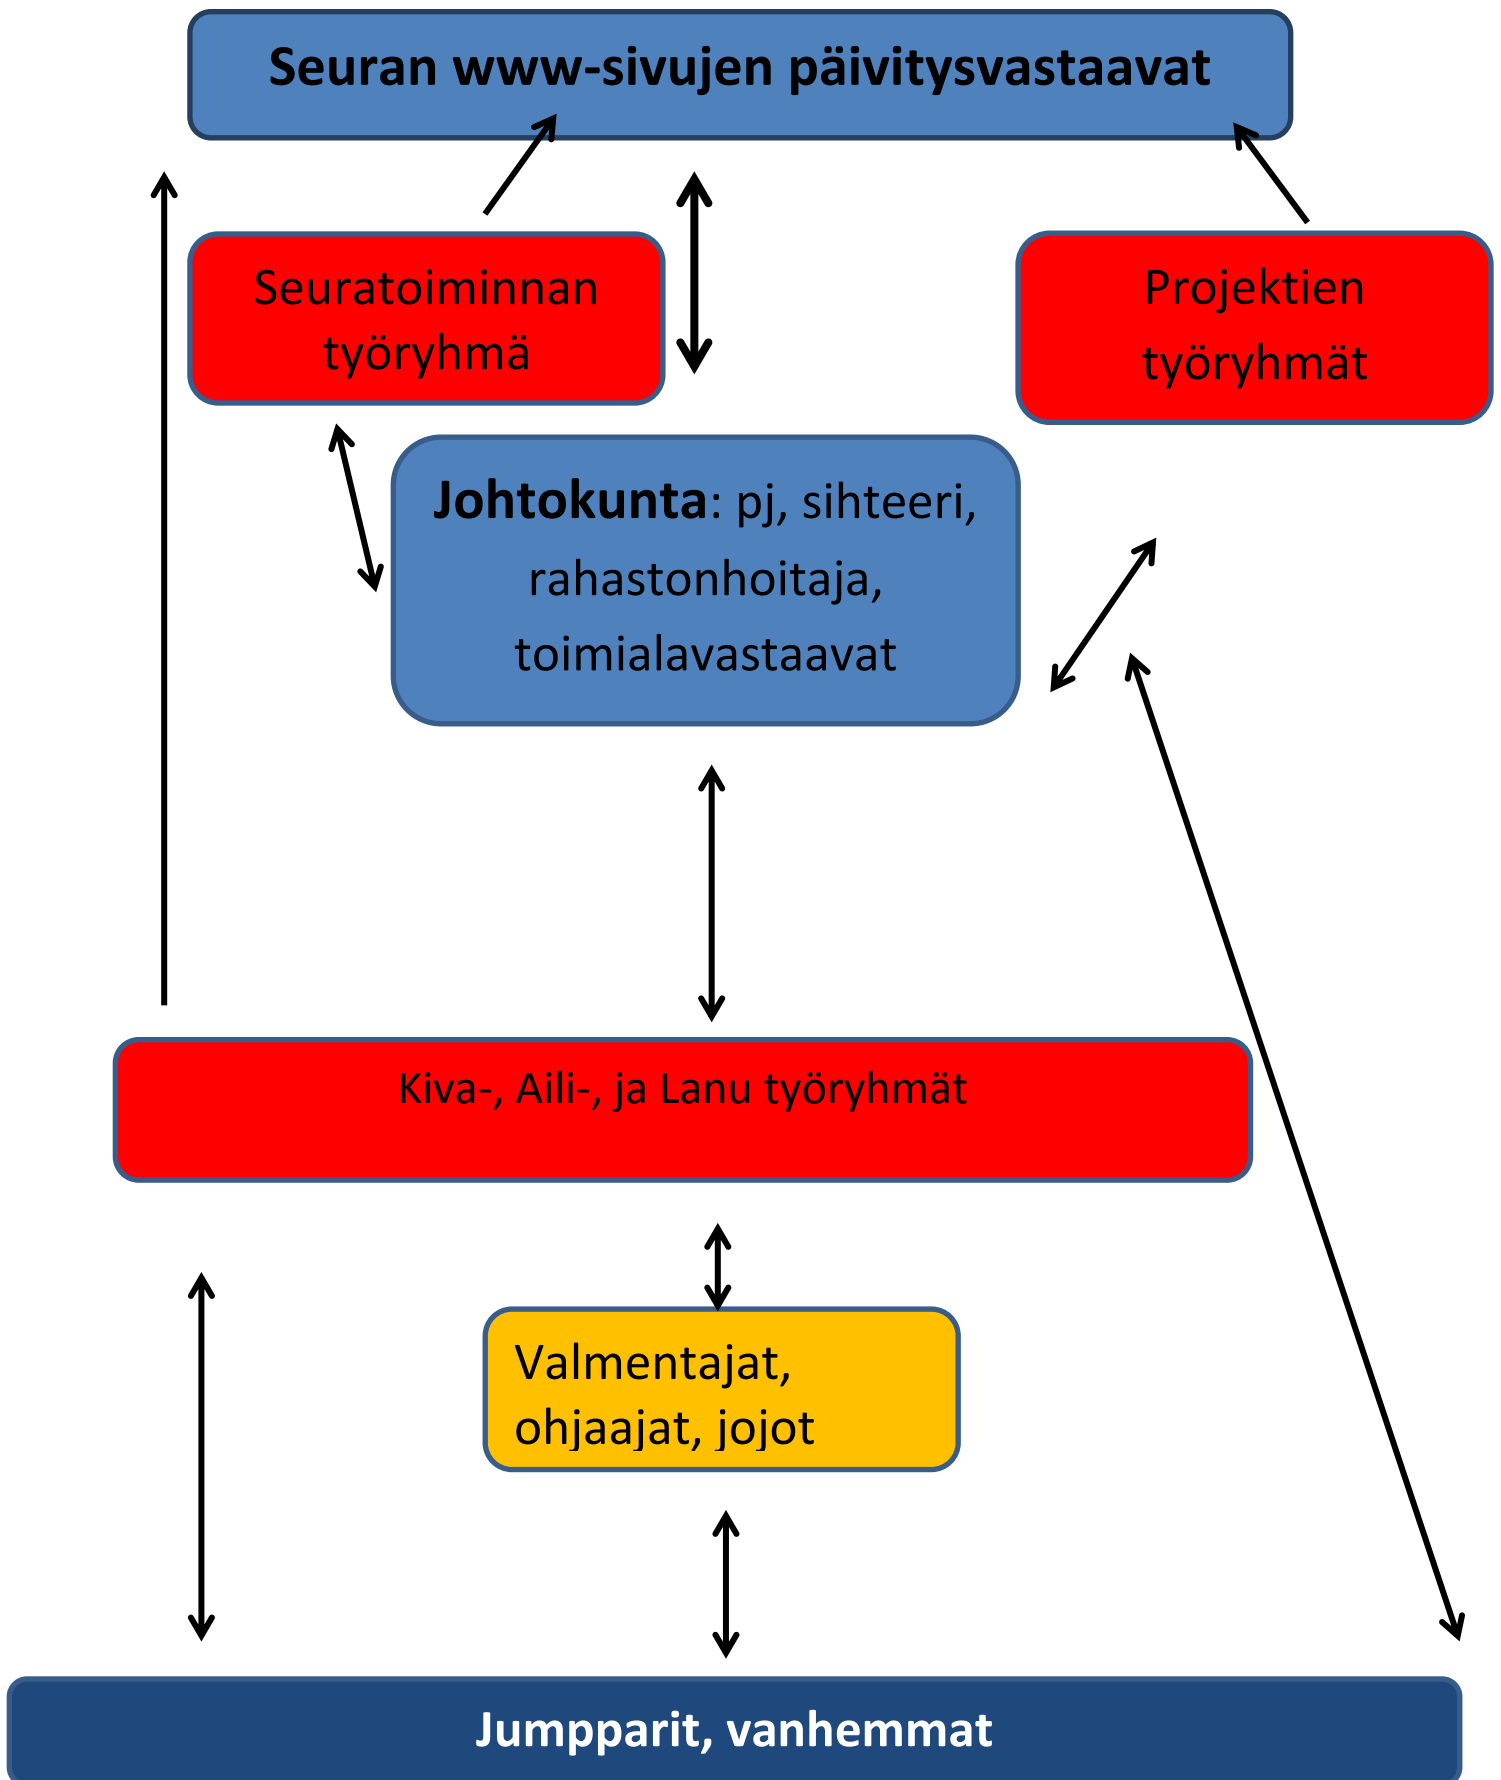 Seuran www-sivujen päivitysvastaavat
Seuratoiminnan
työryhmä
Projektien
työryhmät
Johtokunta: pj, sihteeri,
rahastonhoitaja,
toimialavastaavat
Kiva-, Aili-, ja Lanu työryhmät
Valmentajat,
ohjaajat, jojot
Jumpparit, vanhemmat